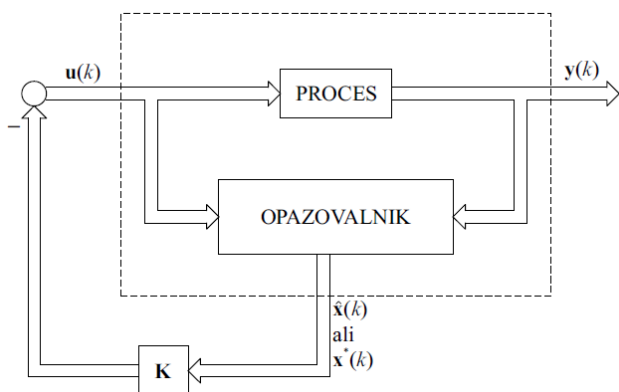 u(k)
y(k)
PROCES
−
OPAZOVALNIK
x̂(k)
ali
x*(k)
K